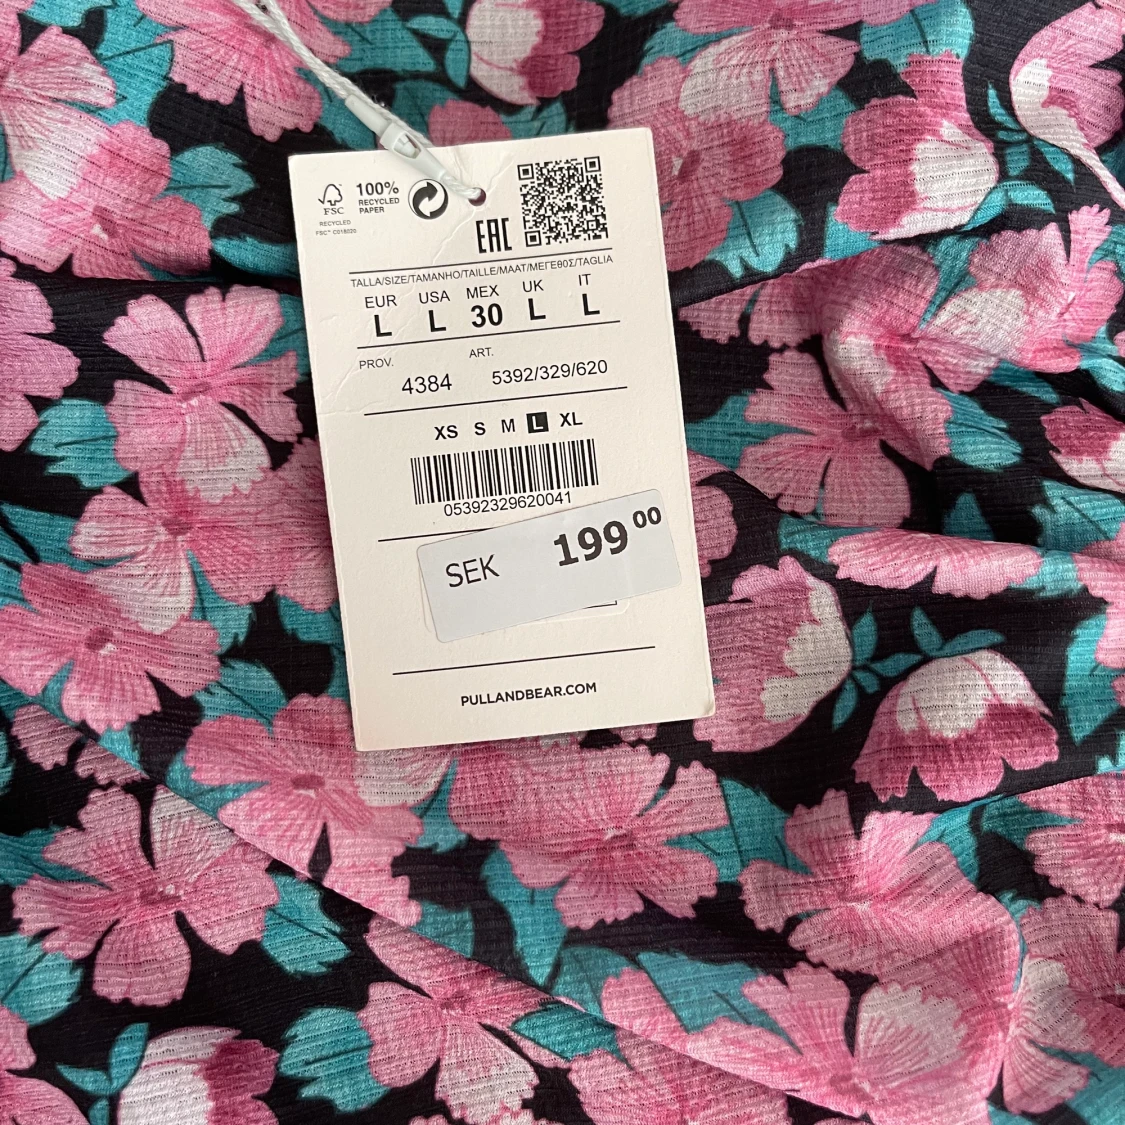 FSC
RECYCLED
FSC® C018020
100%
RECYCLED
PAPER
EAC
TALLA/SIZE/TAMANHO/TAILLE/MAAT/ΜΕΓΕΘΟΣ/TAGLIA
EUR USA MEX UK IT
L L 30 L L
PROV. ART.
4384 5392/329/620
XS S M L XL
05392329620041
SEK 199 00
PULLANDBEAR.COM